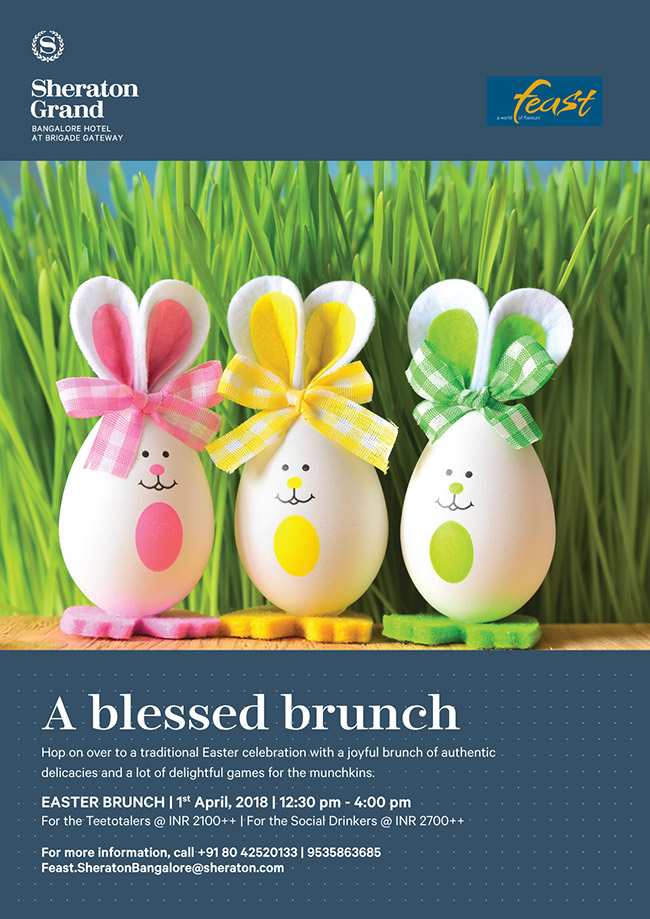 S
Sheraton
Grand
BANGALORE HOTEL
AT BRIGADE GATEWAY
feast
a world of flavours
A blessed brunch
Hop on over to a traditional Easter celebration with a joyful brunch of authentic
delicacies and a lot of delightful games for the munchkins.
EASTER BRUNCH | 1st April, 2018 | 12:30 pm - 4:00 pm
For the Teetotalers @ INR 2100++ | For the Social Drinkers @ INR 2700++
For more information, call +91 80 42520133 | 9535863685
Feast.SheratonBangalore@sheraton.com